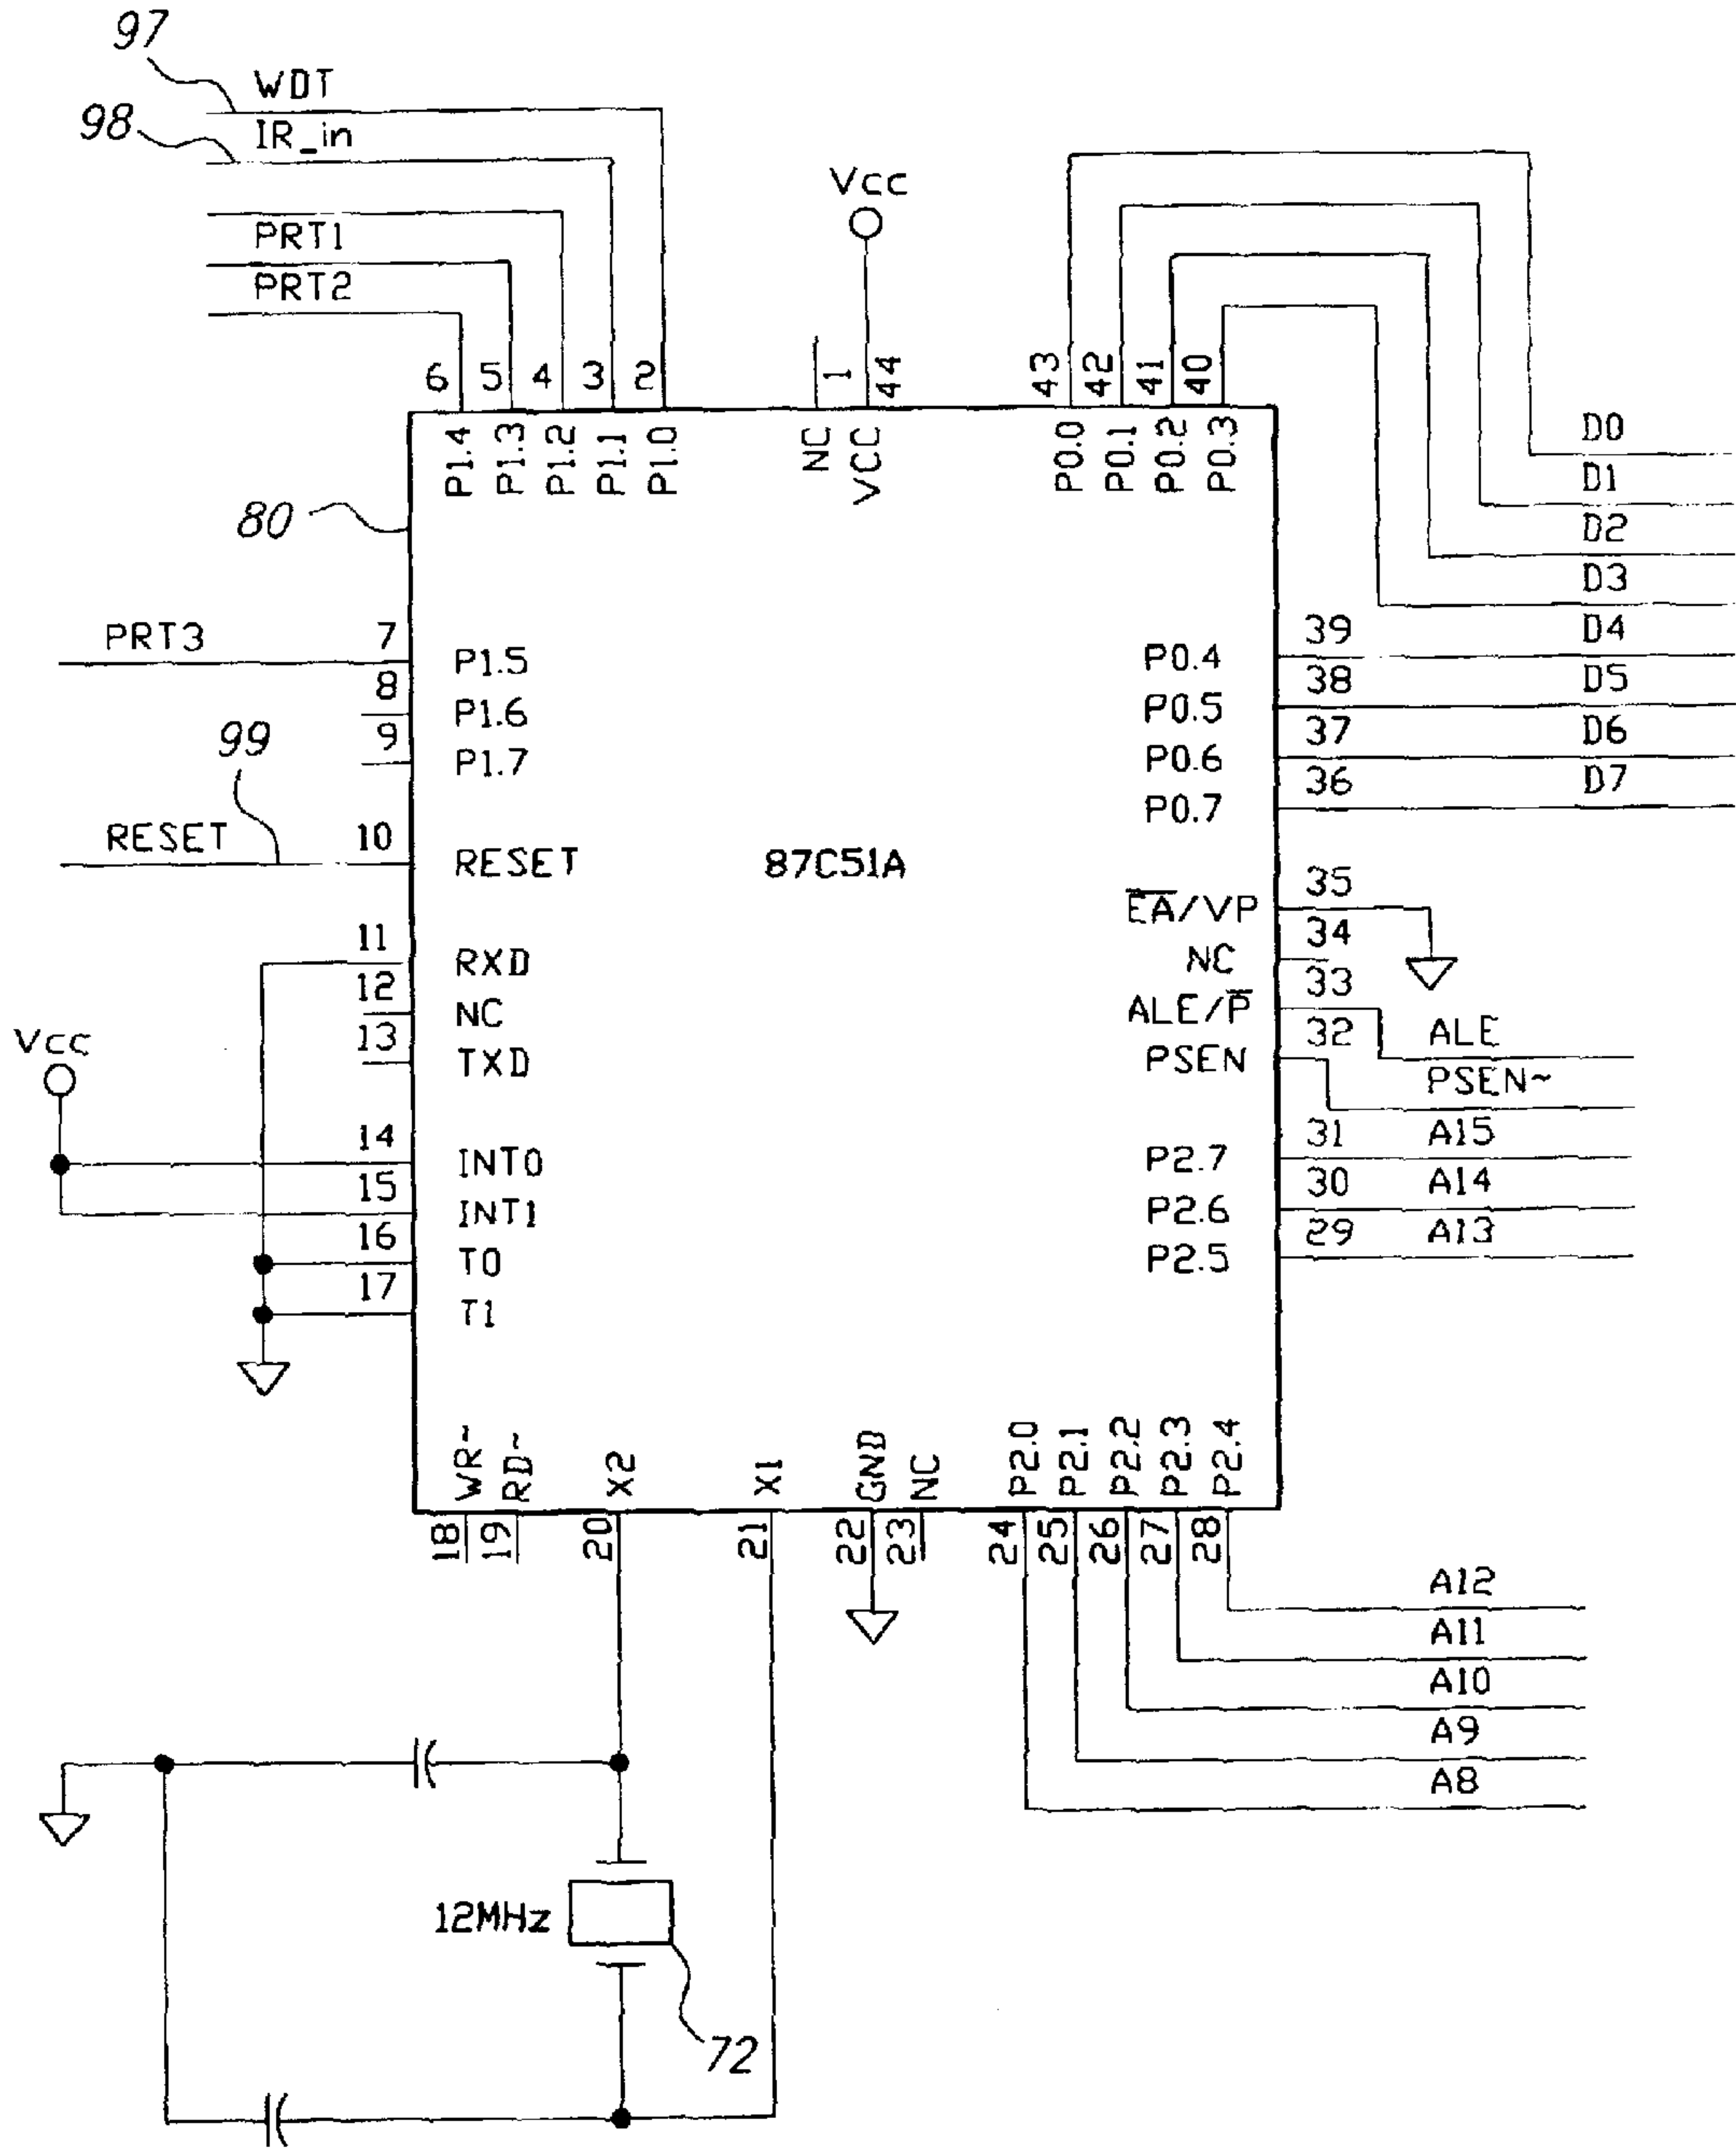 97
WDT
98
IR_in
PRT1
PRT2
Vcc
6 5 4 3 2 1 44 43 42 41 40
P1.4 P1.3 P1.2 P1.1 P1.0 NC VCC P0.0 P0.1 P0.2 P0.3
D0
D1
80
D2
D3
PRT3 7 P1.5 P0.4 39 D4
8 P1.6 P0.5 38 D5
9 P1.7 P0.6 37 D6
99
P0.7 36 D7
RESET 10 RESET
87C51A
EA/VP 35
11 RXD NC 34
12 NC ALE/P 33
Vcc
13 TXD PSEN 32 ALE
PSEN~
14 INT0 P2.7 31 A15
15 INT1 P2.6 30 A14
16 T0 P2.5 29 A13
17 T1
WR~ RD~ X2 X1 GND NC P2.0 P2.1 P2.2 P2.3 P2.4
18 19 20 21 22 23 24 25 26 27 28
A12
A11
A10
A9
A8
12MHz
72